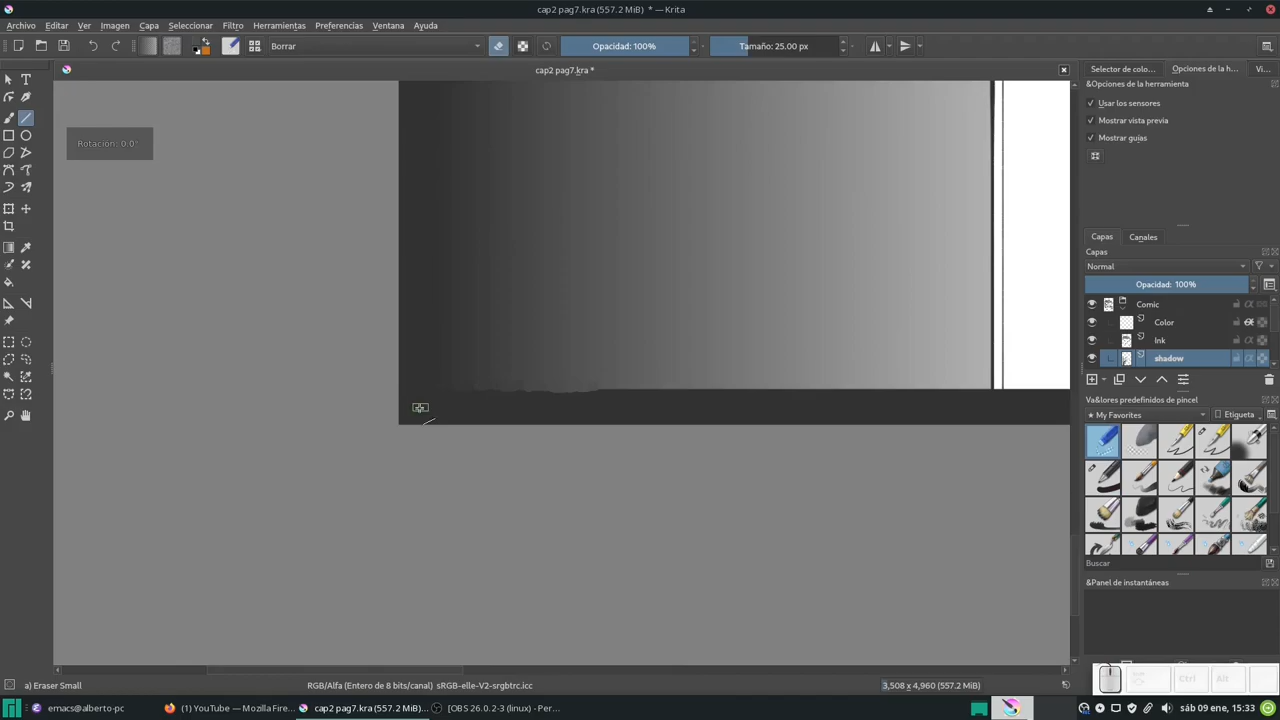 cap2 pag7.kra (557.2 MiB)  * — Krita
Archivo Editar Ver Imagen Capa Seleccionar Filtro Herramientas Preferencias Ventana Ayuda
Borrar Opacidad: 100% Tamaño: 25.00 px
cap2 pag7.kra *
Selector de colo... Opciones de la h... Vi...
&Opciones de la herramienta
Usar los sensores
Mostrar vista previa
Mostrar guías
Rotación: 0.0°
Capas Canales
Capas
Normal
Opacidad: 100%
Comic
Color
Ink
shadow
Va&lores predefinidos de pincel
My Favorites Etiqueta
Buscar
&Panel de instantáneas
a) Eraser Small RGB/Alfa (Entero de 8 bits/canal) sRGB-elle-V2-srgbtrc.icc 3,508 x 4,960 (557.2 MiB)
Ctrl Alt
emacs@alberto-pc (1) YouTube — Mozilla Fire... cap2 pag7.kra (557.2 MiB)... [OBS 26.0.2-3 (linux) - Per... sáb 09 ene, 15:33